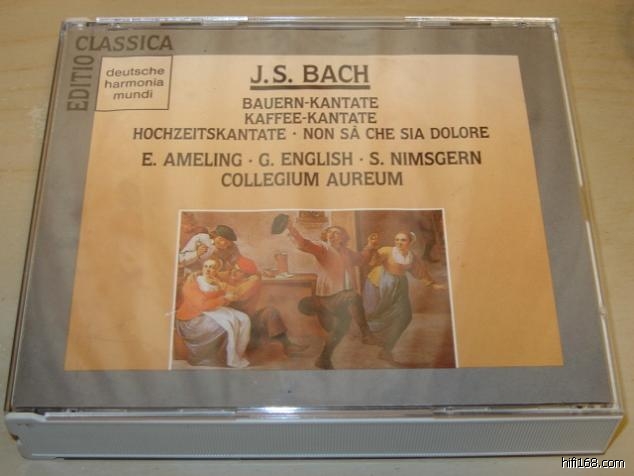 EDITIO CLASSICA
deutsche
harmonia
mundi
J.S. BACH
BAUERN-KANTATE
KAFFEE-KANTATE
HOCHZEITSKANTATE · NON SÂ CHE SIA DOLORE
E. AMELING · G. ENGLISH · S. NIMSGERN
COLLEGIUM AUREUM
hifi168.com